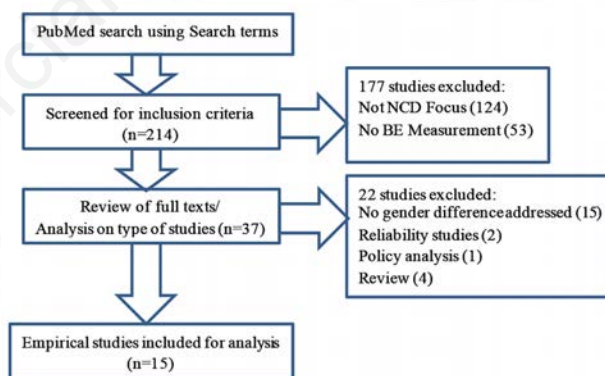 PubMed search using Search terms
Screened for inclusion criteria
(n=214)
177 studies excluded:
Not NCD Focus (124)
No BE Measurement (53)
Review of full texts/
Analysis on type of studies (n=37)
22 studies excluded:
No gender difference addressed (15)
Reliability studies (2)
Policy analysis (1)
Review (4)
Empirical studies included for analysis
(n=15)